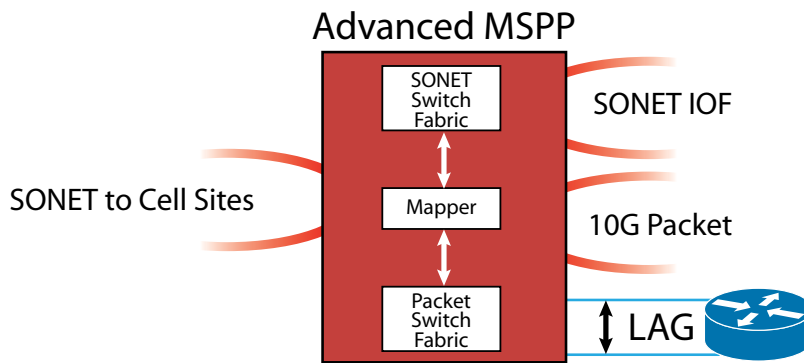 Advanced MSPP
SONET
Switch
Fabric
SONET IOF
SONET to Cell Sites
Mapper
10G Packet
Packet
Switch
Fabric
LAG